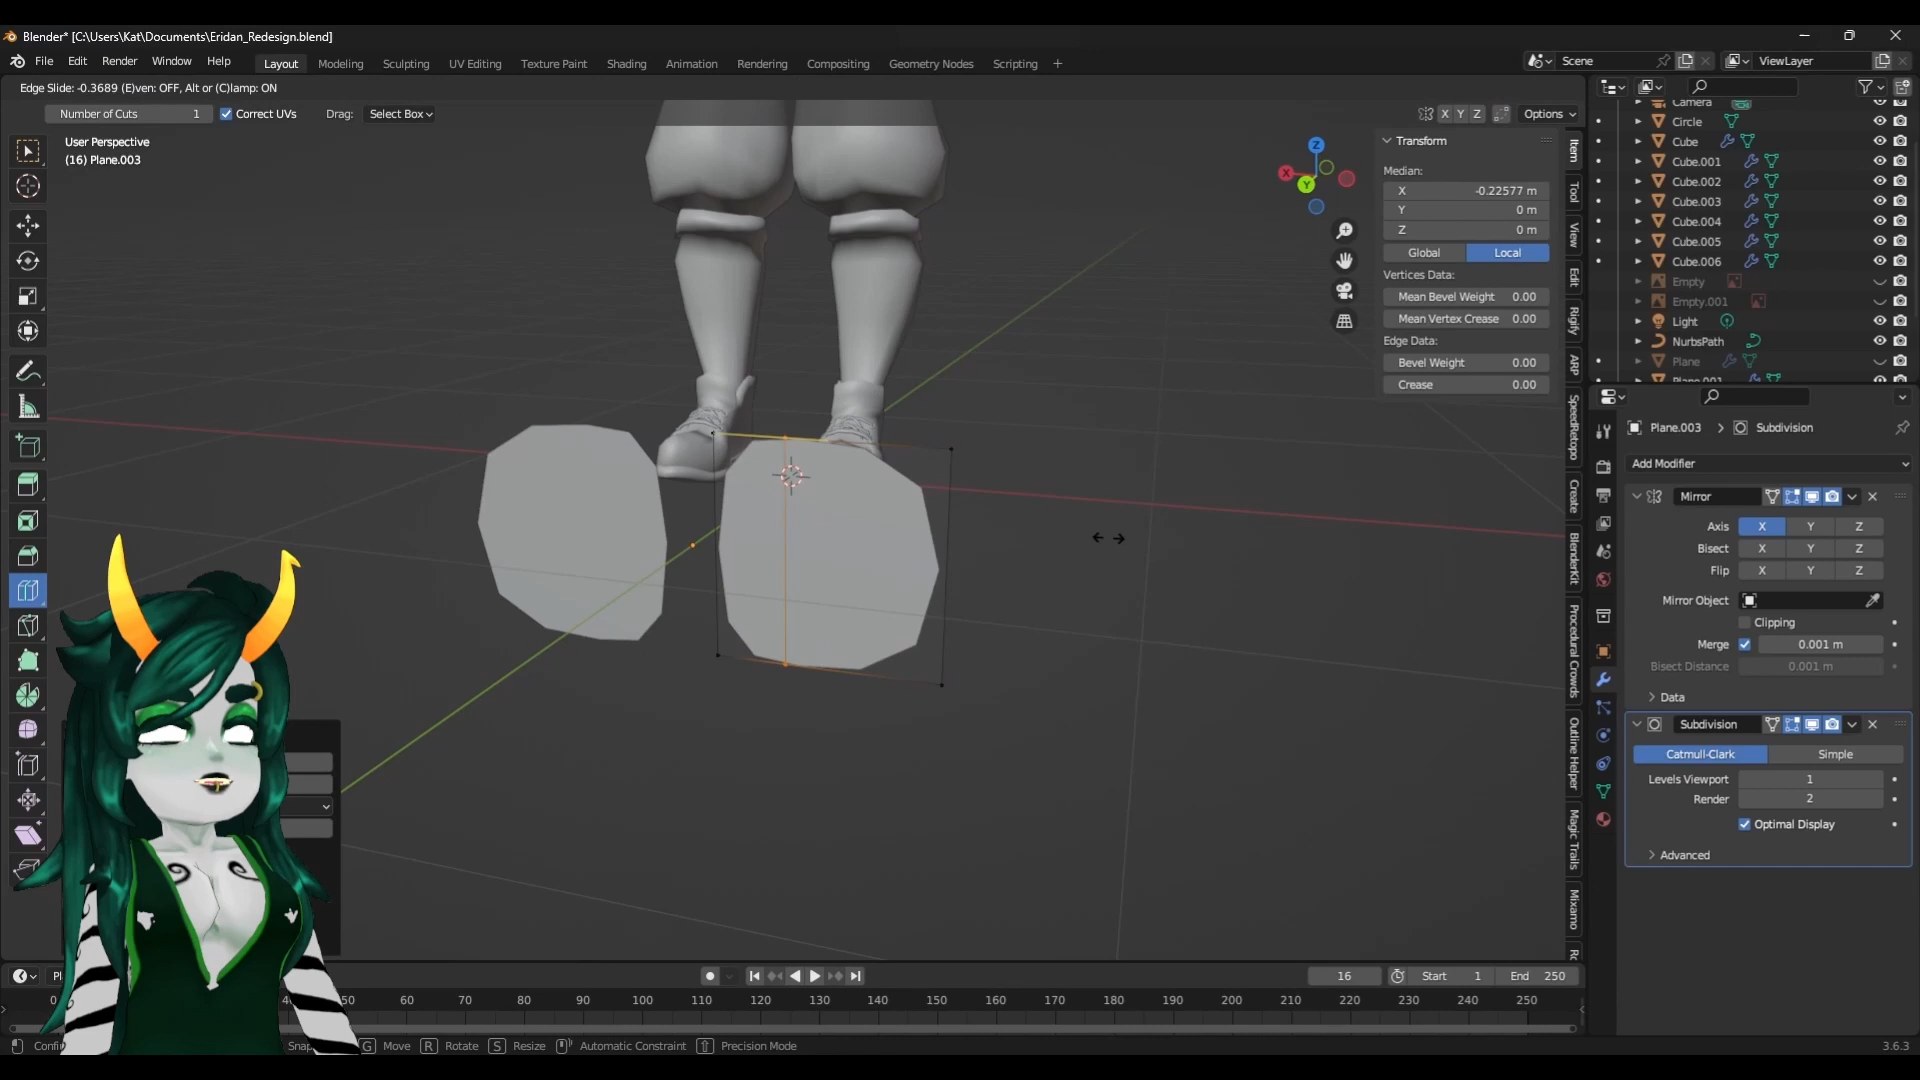 Blender* [C:\Users\Kat\Documents\Eridan_Redesign.blend]
File Edit Render Window Help Layout Modeling Sculpting UV Editing Texture Paint Shading Animation Rendering Compositing Geometry Nodes Scripting + Scene ViewLayer
Edge Slide: -0.3689 (E)ven: OFF, Alt or (C)lamp: ON
Number of Cuts 1 Correct UVs Drag: Select Box X Y Z Options
User Perspective
(16) Plane.003
Z
X
Y
Transform
Median:
X -0.22577 m
Y 0 m
Z 0 m
Global Local
Vertices Data:
Mean Bevel Weight 0.00
Mean Vertex Crease 0.00
Edge Data:
Bevel Weight 0.00
Crease 0.00
Item
Tool
View
Edit
Rigify
ARP
SpeedRetopo
Create
BlenderKit
Procedural Crowds
Outline Helper
Magic Trails
Mixamo
Camera
Circle
Cube
Cube.001
Cube.002
Cube.003
Cube.004
Cube.005
Cube.006
Empty
Empty.001
Light
NurbsPath
Plane
Plane.001
Plane.003 > Subdivision
Add Modifier
Mirror
Axis X Y Z
Bisect X Y Z
Flip X Y Z
Mirror Object
Clipping
Merge 0.001 m
Bisect Distance 0.001 m
Data
Subdivision
Catmull-Clark Simple
Levels Viewport 1
Render 2
Optimal Display
Advanced
16 Start 1 End 250
0 50 60 70 80 90 100 110 120 130 140 150 160 170 180 190 200 210 220 230 240 250
G Move R Rotate S Resize Automatic Constraint Precision Mode 3.6.3